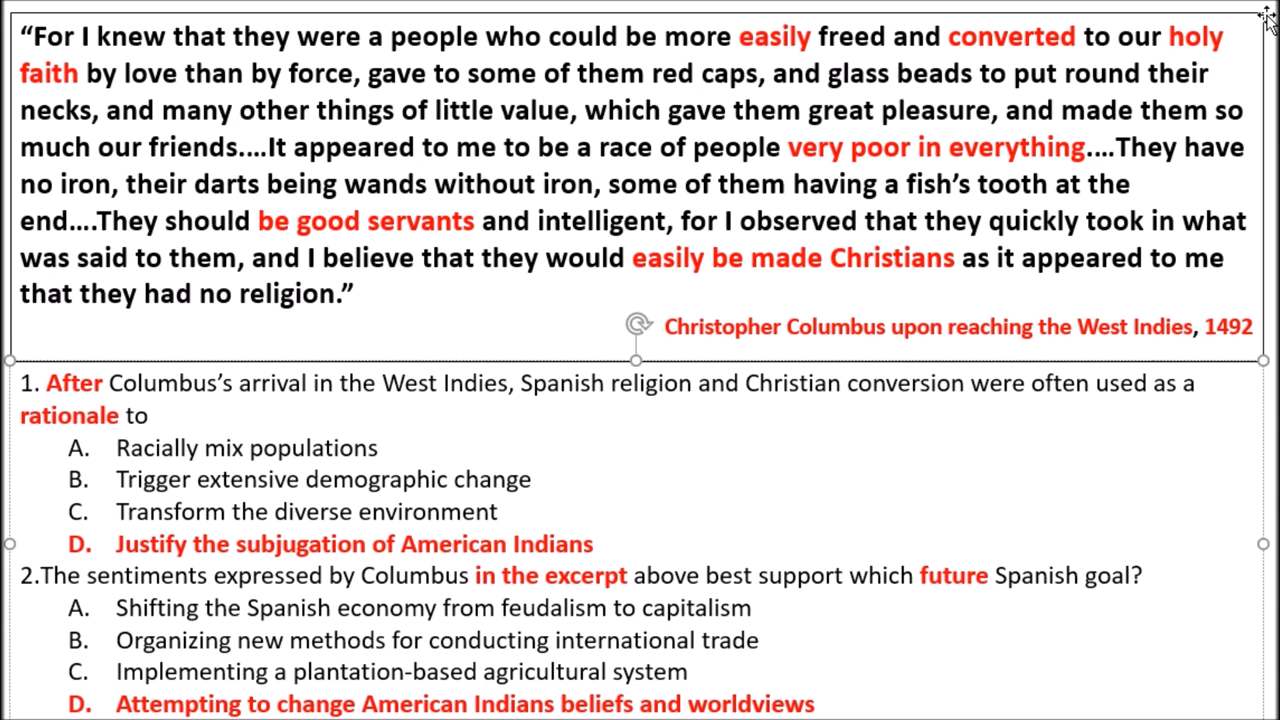 “For I knew that they were a people who could be more easily freed and converted to our holy
faith by love than by force, gave to some of them red caps, and glass beads to put round their
necks, and many other things of little value, which gave them great pleasure, and made them so
much our friends....It appeared to me to be a race of people very poor in everything....They have
no iron, their darts being wands without iron, some of them having a fish’s tooth at the
end....They should be good servants and intelligent, for I observed that they quickly took in what
was said to them, and I believe that they would easily be made Christians as it appeared to me
that they had no religion.”
Christopher Columbus upon reaching the West Indies, 1492
1. After Columbus’s arrival in the West Indies, Spanish religion and Christian conversion were often used as a
rationale to
A. Racially mix populations
B. Trigger extensive demographic change
C. Transform the diverse environment
D. Justify the subjugation of American Indians
2.The sentiments expressed by Columbus in the excerpt above best support which future Spanish goal?
A. Shifting the Spanish economy from feudalism to capitalism
B. Organizing new methods for conducting international trade
C. Implementing a plantation-based agricultural system
D. Attempting to change American Indians beliefs and worldviews